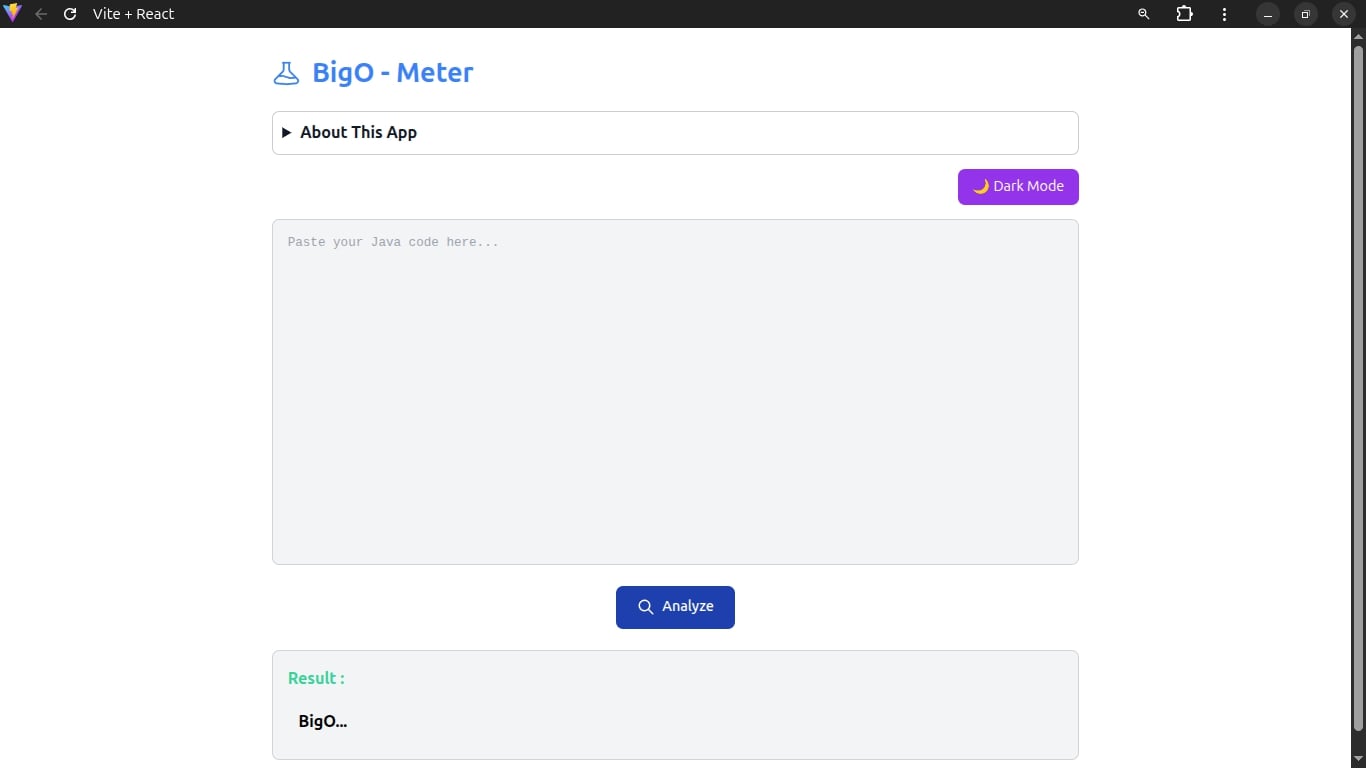 Vite + React
BigO - Meter
▶ About This App
🌙 Dark Mode
Paste your Java code here...
Analyze
Result :
BigO...